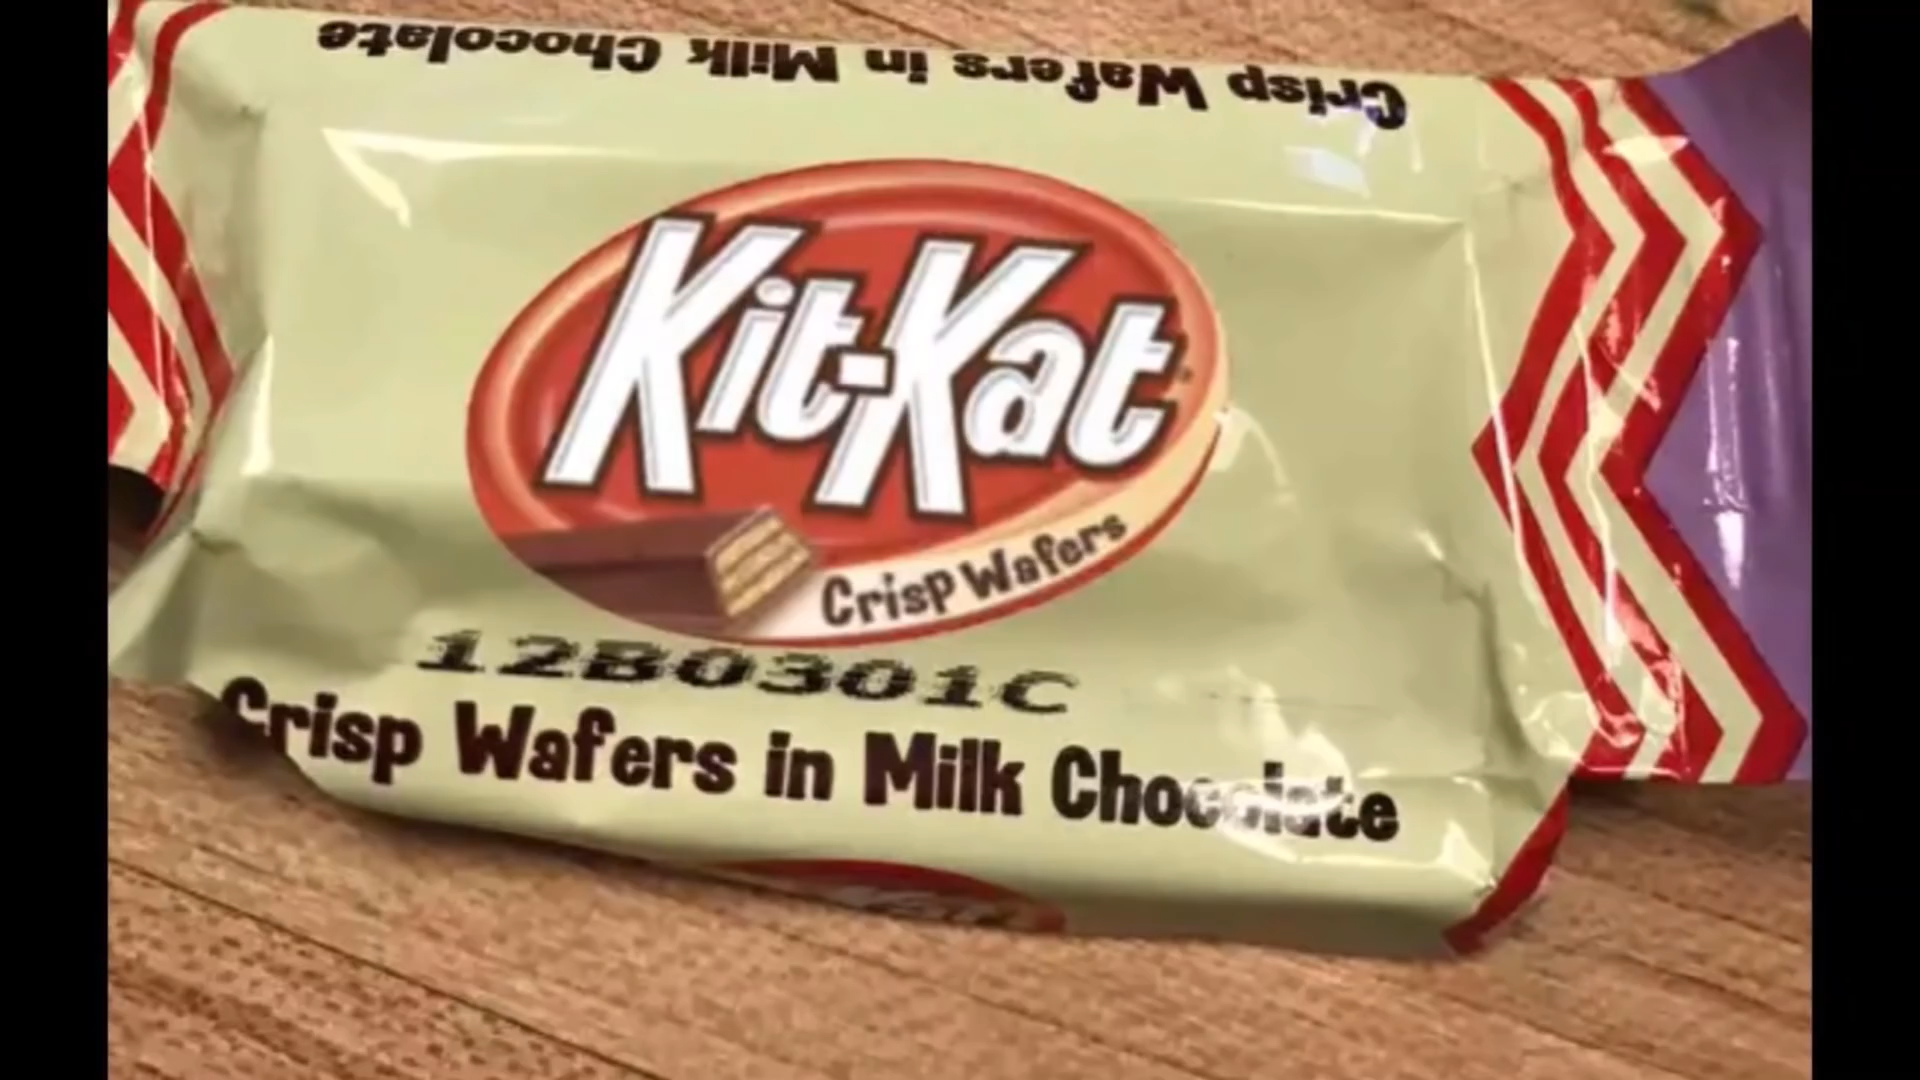 Crisp Wafers in Milk Chocolate
Kit-Kat
Crisp Wafers
12B0301C
Crisp Wafers in Milk Chocolate